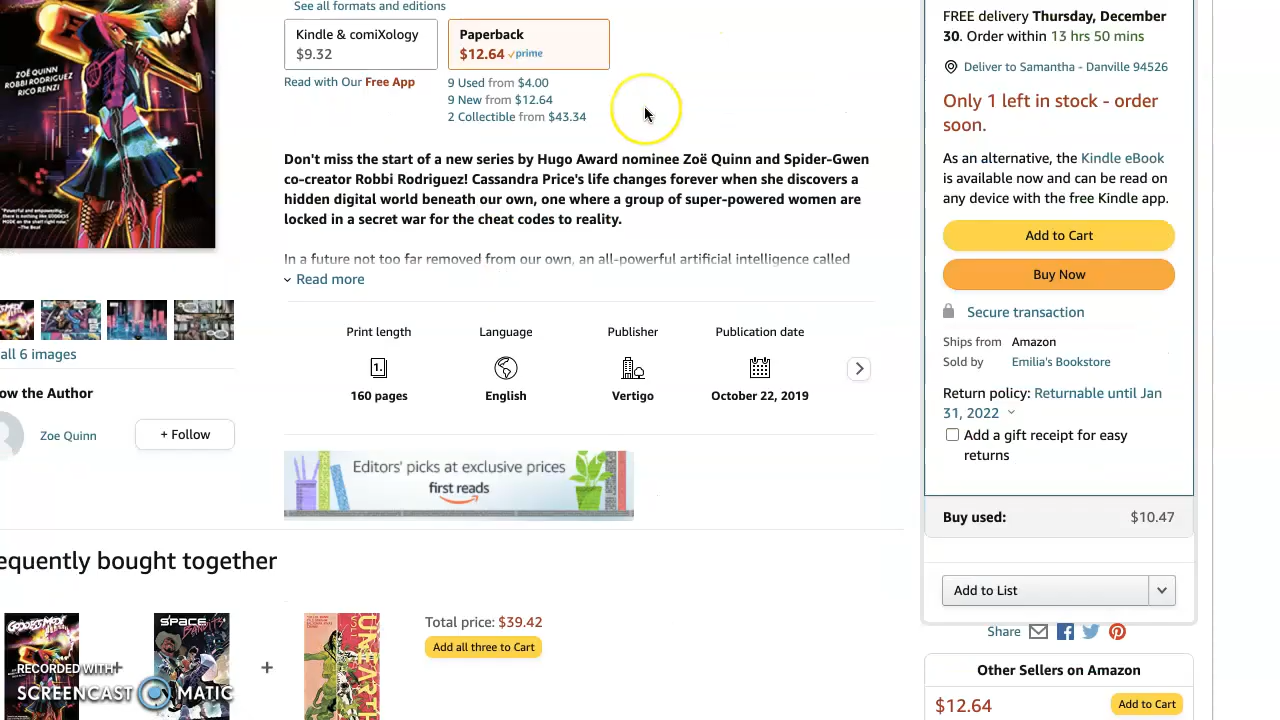 See all formats and editions
Kindle & comiXology
$9.32
Paperback
$12.64 prime
Read with Our Free App
9 Used from $4.00
9 New from $12.64
2 Collectible from $43.34
ZOË QUINN
ROBBI RODRIGUEZ
RICO RENZI
Don't miss the start of a new series by Hugo Award nominee Zoë Quinn and Spider-Gwen
co-creator Robbi Rodriguez! Cassandra Price's life changes forever when she discovers a
hidden digital world beneath our own, one where a group of super-powered women are
locked in a secret war for the cheat codes to reality.
In a future not too far removed from our own, an all-powerful artificial intelligence called
Read more
all 6 images
ow the Author
Zoe Quinn
+ Follow
Print length
160 pages
Language
English
Publisher
Vertigo
Publication date
October 22, 2019
Editors' picks at exclusive prices
first reads
equently bought together
GODDESS MODE
SPACE BANDITS
UNEARTH
+
+
Total price: $39.42
Add all three to Cart
RECORDED WITH
SCREENCAST MATIC
FREE delivery Thursday, December
30. Order within 13 hrs 50 mins
Deliver to Samantha - Danville 94526
Only 1 left in stock - order
soon.
As an alternative, the Kindle eBook
is available now and can be read on
any device with the free Kindle app.
Add to Cart
Buy Now
Secure transaction
Ships from Amazon
Sold by Emilia's Bookstore
Return policy: Returnable until Jan
31, 2022
Add a gift receipt for easy
returns
Buy used: $10.47
Add to List
Share
Other Sellers on Amazon
$12.64
Add to Cart